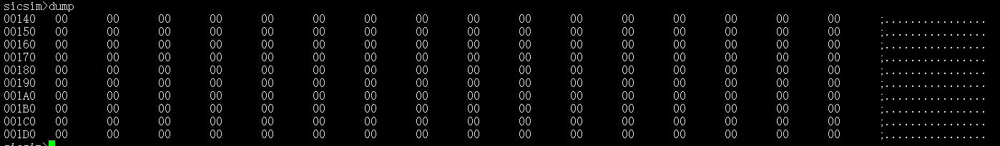 sicsim>dump
00140 00 00 00 00 00 00 00 00 00 00 00 00 00 00 00 00 ;................
00150 00 00 00 00 00 00 00 00 00 00 00 00 00 00 00 00 ;................
00160 00 00 00 00 00 00 00 00 00 00 00 00 00 00 00 00 ;................
00170 00 00 00 00 00 00 00 00 00 00 00 00 00 00 00 00 ;................
00180 00 00 00 00 00 00 00 00 00 00 00 00 00 00 00 00 ;................
00190 00 00 00 00 00 00 00 00 00 00 00 00 00 00 00 00 ;................
001A0 00 00 00 00 00 00 00 00 00 00 00 00 00 00 00 00 ;................
001B0 00 00 00 00 00 00 00 00 00 00 00 00 00 00 00 00 ;................
001C0 00 00 00 00 00 00 00 00 00 00 00 00 00 00 00 00 ;................
001D0 00 00 00 00 00 00 00 00 00 00 00 00 00 00 00 00 ;................
sicsim>